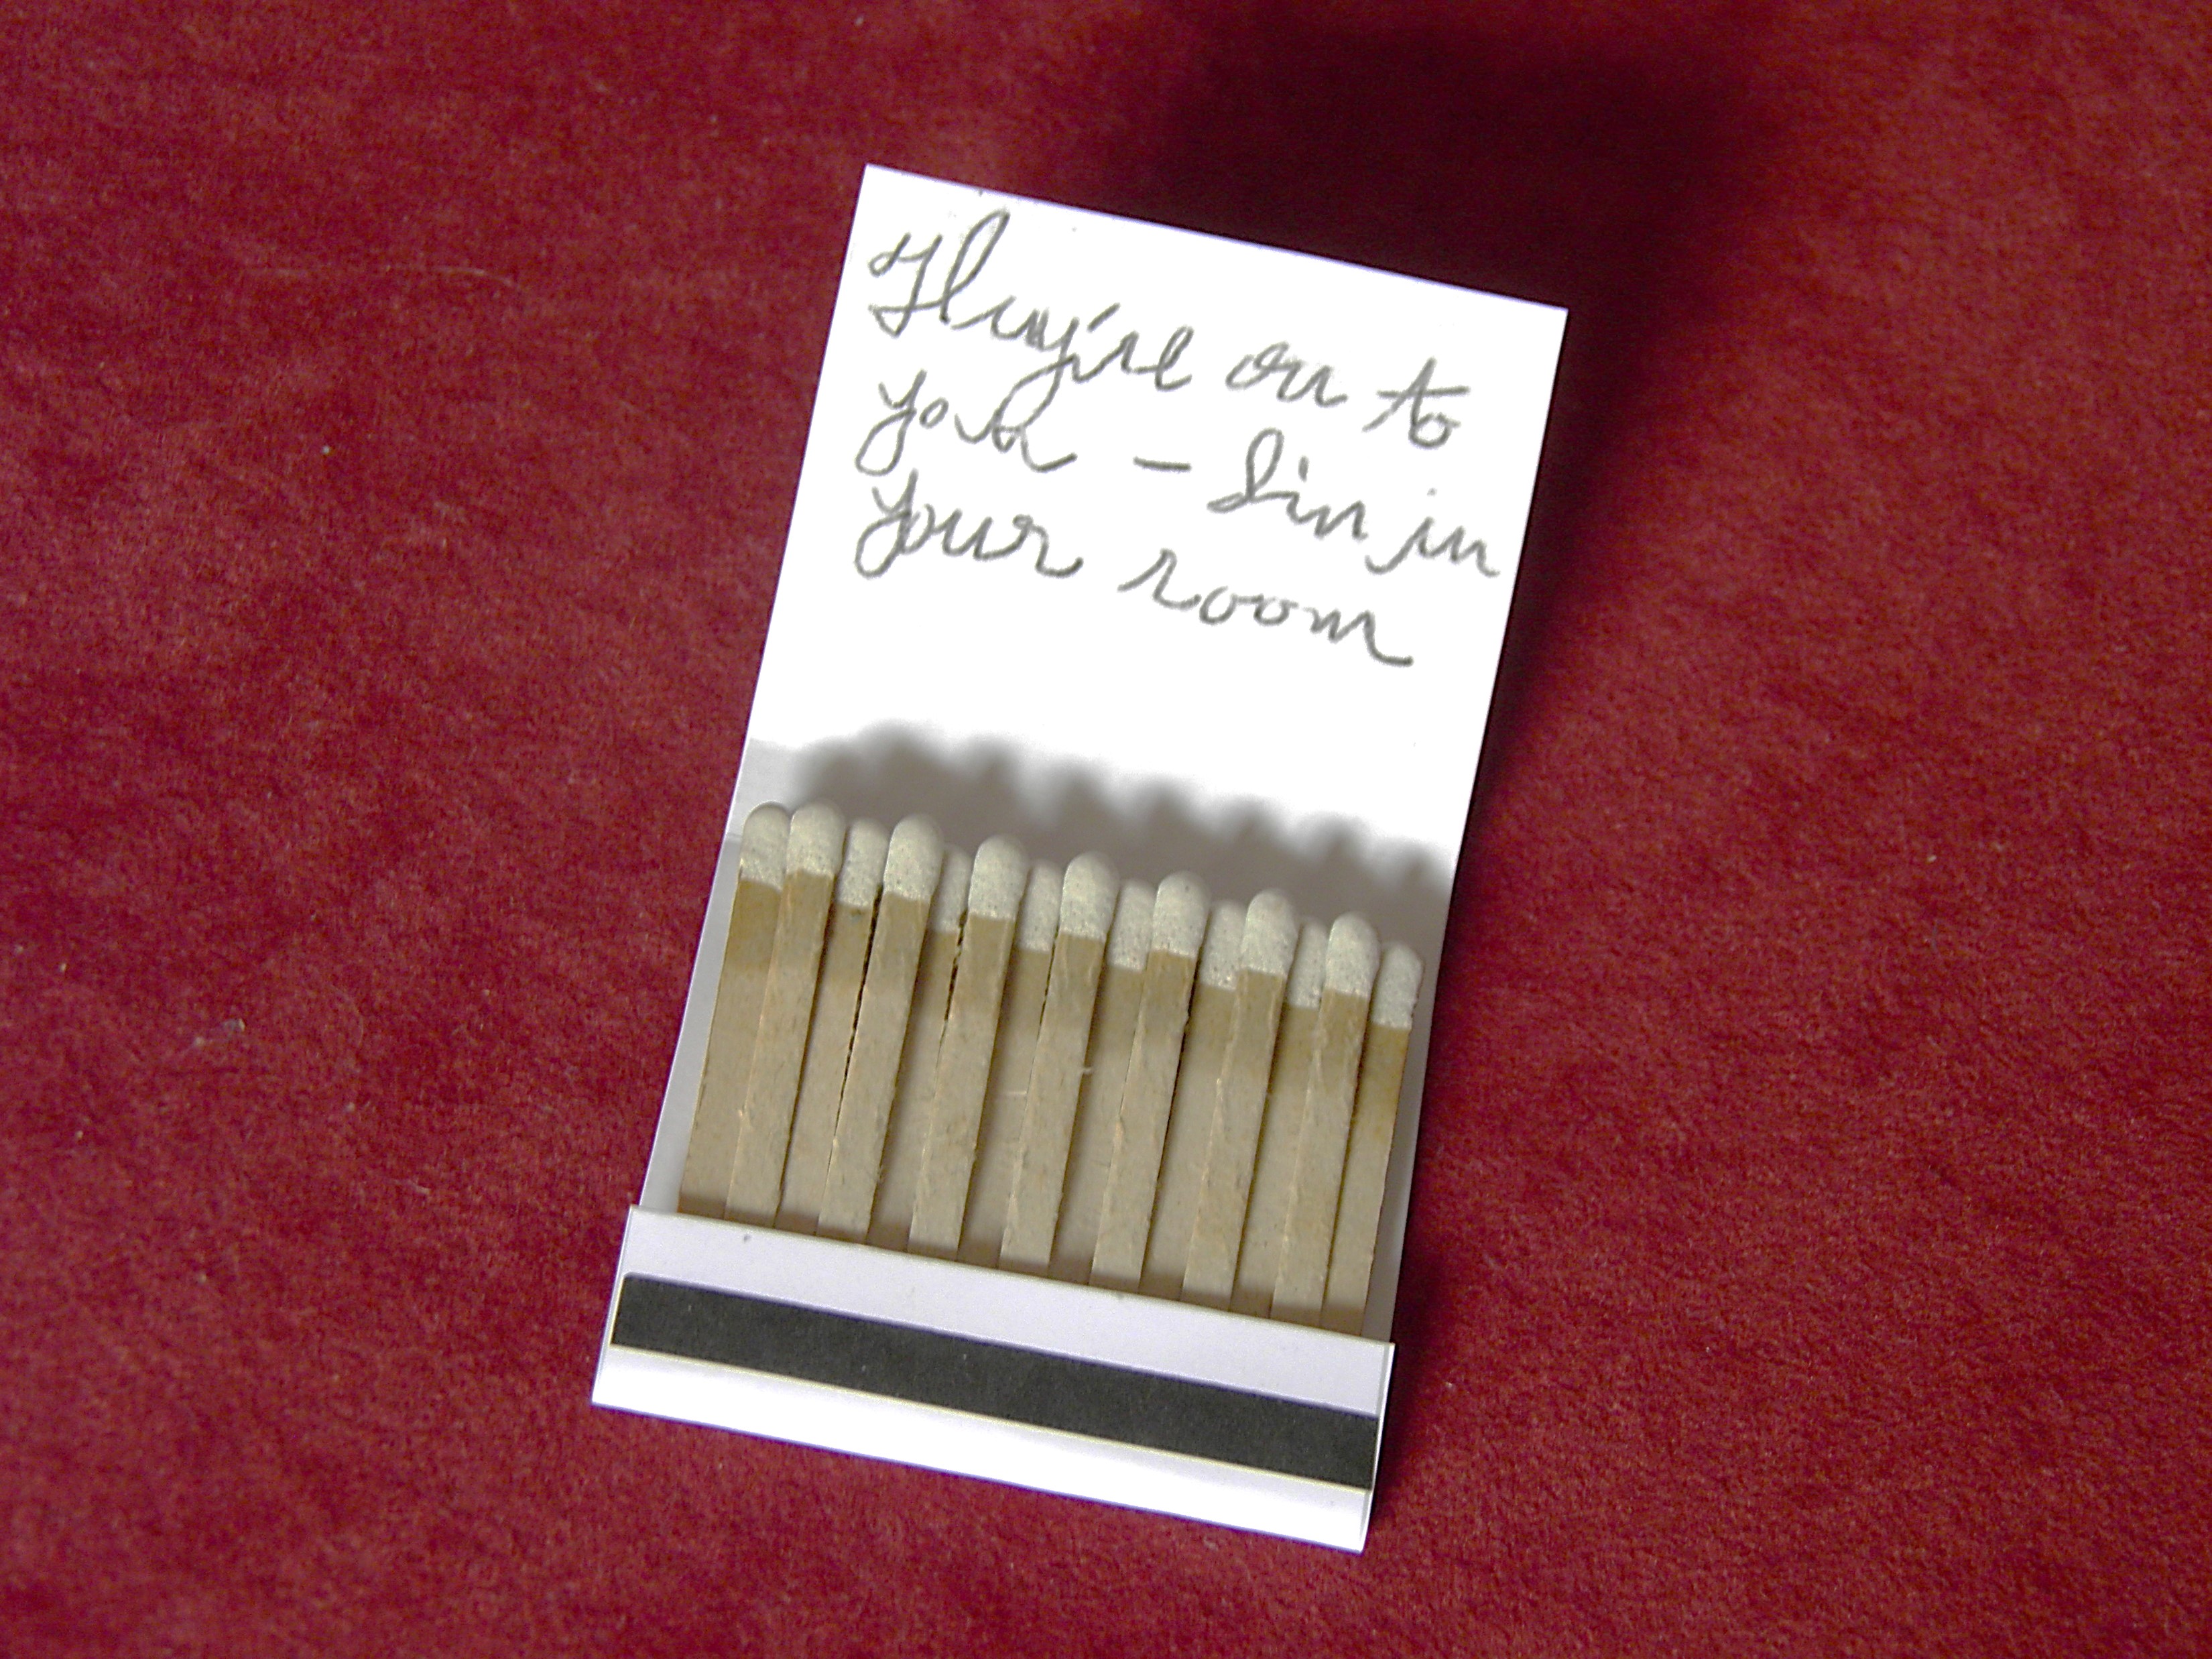 They're on to
you - I'm in
your room